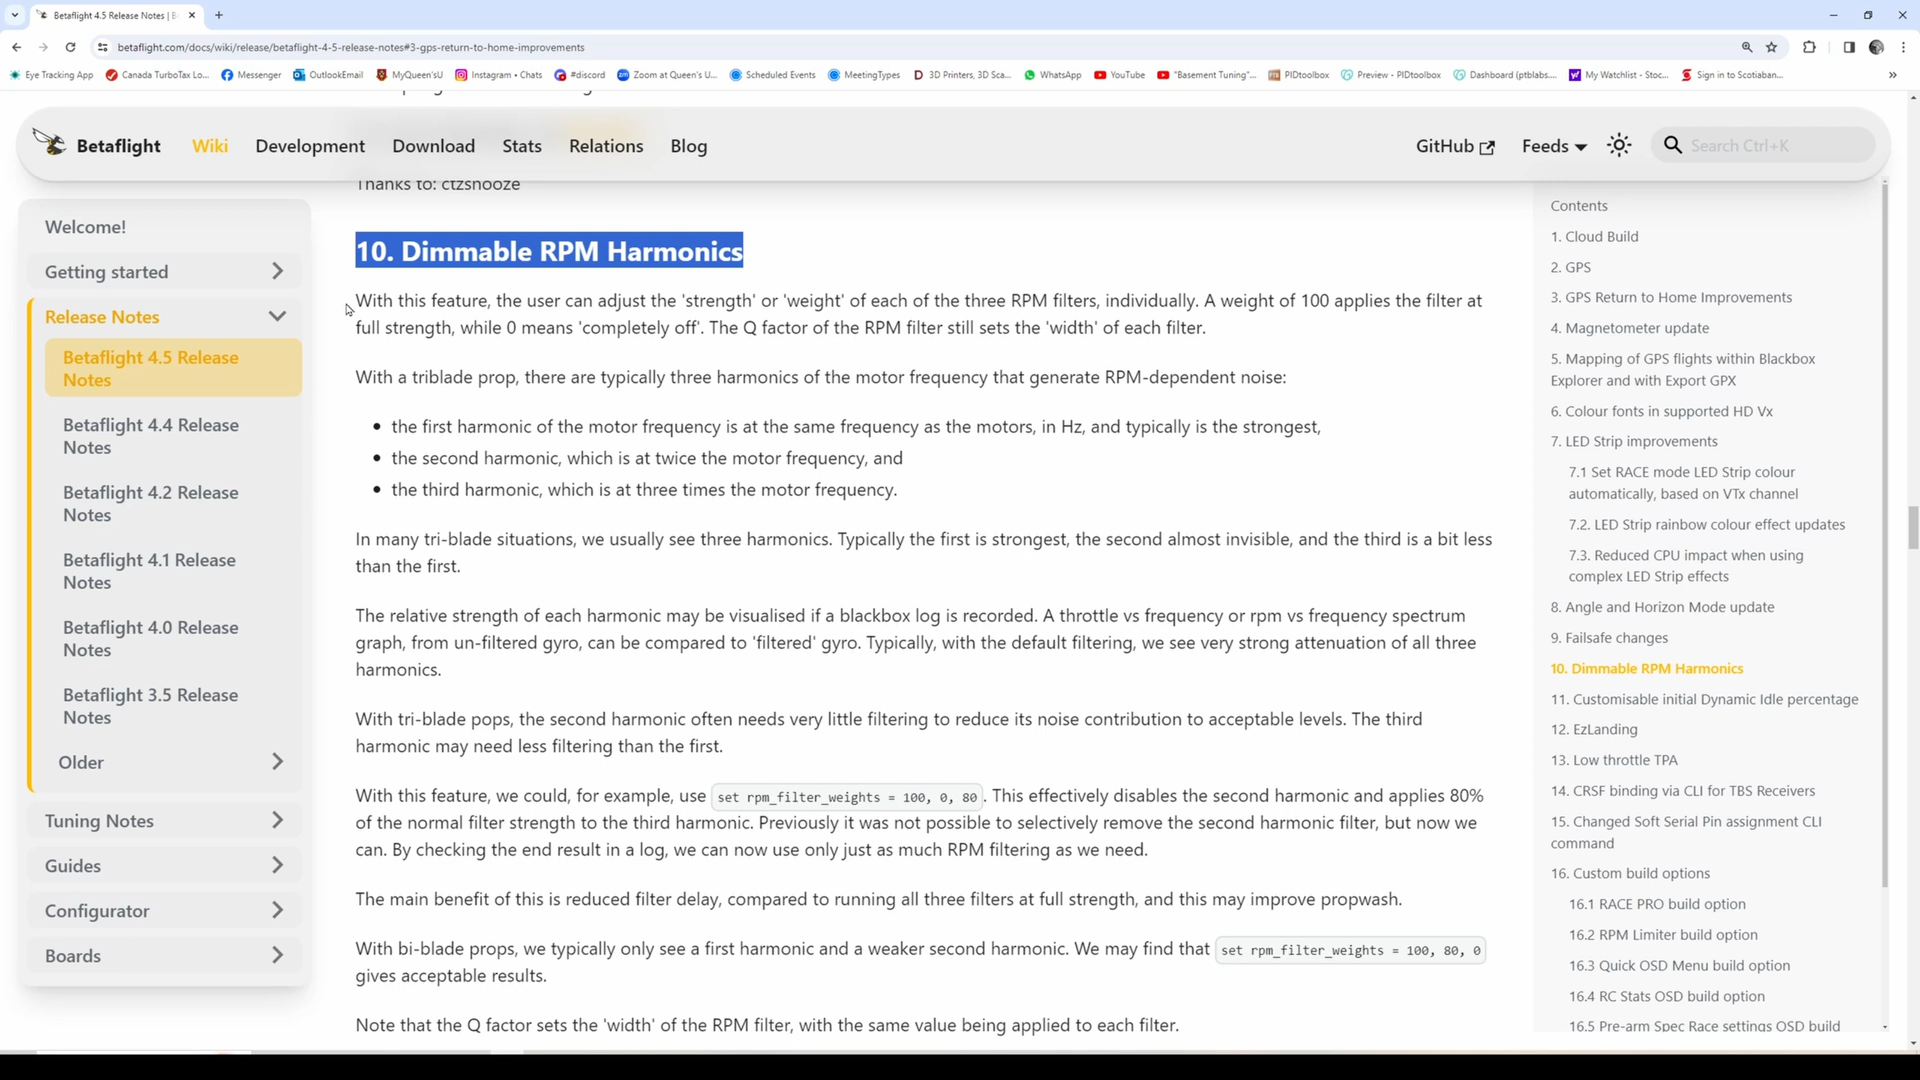 Betaflight 4.5 Release Notes | B
betaflight.com/docs/wiki/release/betaflight-4-5-release-notes#3-gps-return-to-home-improvements
Eye Tracking App
Canada TurboTax Lo...
Messenger
OutlookEmail
MyQueen'sU
Instagram • Chats
#discord
Zoom at Queen's U...
Scheduled Events
MeetingTypes
3D Printers, 3D Sca...
WhatsApp
YouTube
"Basement Tuning"...
PIDtoolbox
Preview - PIDtoolbox
Dashboard (ptblabs....
My Watchlist - Stoc...
Sign in to Scotiaban...
Betaflight
Wiki
Development
Download
Stats
Relations
Blog
GitHub
Feeds
Search Ctrl+K
Welcome!
Getting started
Release Notes
Betaflight 4.5 Release
Notes
Betaflight 4.4 Release
Notes
Betaflight 4.2 Release
Notes
Betaflight 4.1 Release
Notes
Betaflight 4.0 Release
Notes
Betaflight 3.5 Release
Notes
Older
Tuning Notes
Guides
Configurator
Boards
Thanks to: ctzsnooze
10. Dimmable RPM Harmonics
With this feature, the user can adjust the 'strength' or 'weight' of each of the three RPM filters, individually. A weight of 100 applies the filter at
full strength, while 0 means 'completely off'. The Q factor of the RPM filter still sets the 'width' of each filter.
With a triblade prop, there are typically three harmonics of the motor frequency that generate RPM-dependent noise:
• the first harmonic of the motor frequency is at the same frequency as the motors, in Hz, and typically is the strongest,
• the second harmonic, which is at twice the motor frequency, and
• the third harmonic, which is at three times the motor frequency.
In many tri-blade situations, we usually see three harmonics. Typically the first is strongest, the second almost invisible, and the third is a bit less
than the first.
The relative strength of each harmonic may be visualised if a blackbox log is recorded. A throttle vs frequency or rpm vs frequency spectrum
graph, from un-filtered gyro, can be compared to 'filtered' gyro. Typically, with the default filtering, we see very strong attenuation of all three
harmonics.
With tri-blade pops, the second harmonic often needs very little filtering to reduce its noise contribution to acceptable levels. The third
harmonic may need less filtering than the first.
With this feature, we could, for example, use set rpm_filter_weights = 100, 0, 80 . This effectively disables the second harmonic and applies 80%
of the normal filter strength to the third harmonic. Previously it was not possible to selectively remove the second harmonic filter, but now we
can. By checking the end result in a log, we can now use only just as much RPM filtering as we need.
The main benefit of this is reduced filter delay, compared to running all three filters at full strength, and this may improve propwash.
With bi-blade props, we typically only see a first harmonic and a weaker second harmonic. We may find that set rpm_filter_weights = 100, 80, 0
gives acceptable results.
Note that the Q factor sets the 'width' of the RPM filter, with the same value being applied to each filter.
Contents
1. Cloud Build
2. GPS
3. GPS Return to Home Improvements
4. Magnetometer update
5. Mapping of GPS flights within Blackbox
Explorer and with Export GPX
6. Colour fonts in supported HD Vx
7. LED Strip improvements
7.1 Set RACE mode LED Strip colour
automatically, based on VTx channel
7.2. LED Strip rainbow colour effect updates
7.3. Reduced CPU impact when using
complex LED Strip effects
8. Angle and Horizon Mode update
9. Failsafe changes
10. Dimmable RPM Harmonics
11. Customisable initial Dynamic Idle percentage
12. EzLanding
13. Low throttle TPA
14. CRSF binding via CLI for TBS Receivers
15. Changed Soft Serial Pin assignment CLI
command
16. Custom build options
16.1 RACE PRO build option
16.2 RPM Limiter build option
16.3 Quick OSD Menu build option
16.4 RC Stats OSD build option
16.5 Pre-arm Spec Race settings OSD build